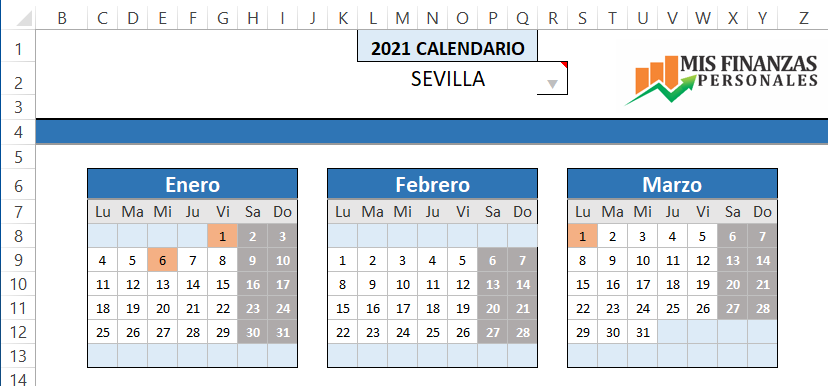 B C D E F G H I J K L M N O P Q R S T U V W X Y Z
1 2021 CALENDARIO
2 SEVILLA
MIS FINANZAS
PERSONALES
3
4
5
6 Enero Febrero Marzo
7 Lu Ma Mi Ju Vi Sa Do Lu Ma Mi Ju Vi Sa Do Lu Ma Mi Ju Vi Sa Do
8 1 2 3 1 2 3 4 5 6 7
9 4 5 6 7 8 9 10 1 2 3 4 5 6 7 8 9 10 11 12 13 14
10 11 12 13 14 15 16 17 8 9 10 11 12 13 14 15 16 17 18 19 20 21
11 18 19 20 21 22 23 24 15 16 17 18 19 20 21 22 23 24 25 26 27 28
12 25 26 27 28 29 30 31 22 23 24 25 26 27 28 29 30 31
13
14